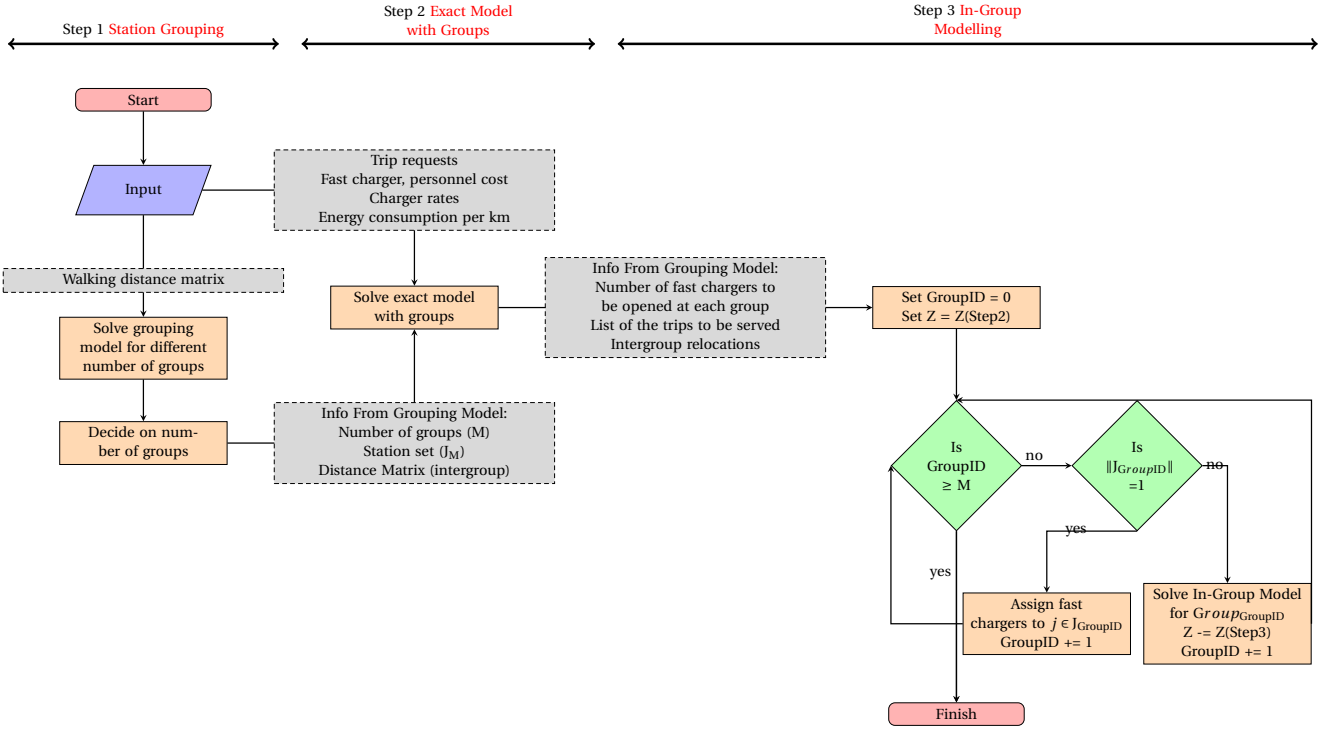 Step 1 Station Grouping
Step 2 Exact Model
with Groups
Step 3 In-Group
Modelling
Start
Input
Trip requests
Fast charger, personnel cost
Charger rates
Energy consumption per km
Walking distance matrix
Solve grouping
model for different
number of groups
Decide on num-
ber of groups
Info From Grouping Model:
Number of groups (M)
Station set (J_M)
Distance Matrix (intergroup)
Solve exact model
with groups
Info From Grouping Model:
Number of fast chargers to
be opened at each group
List of the trips to be served
Intergroup relocations
Set GroupID = 0
Set Z = Z(Step2)
Is
GroupID
≥ M
no
yes
Is
‖J_GroupID‖
=1
no
yes
Assign fast
chargers to j ∈ J_GroupID
GroupID += 1
Solve In-Group Model
for Group_GroupID
Z -= Z(Step3)
GroupID += 1
Finish